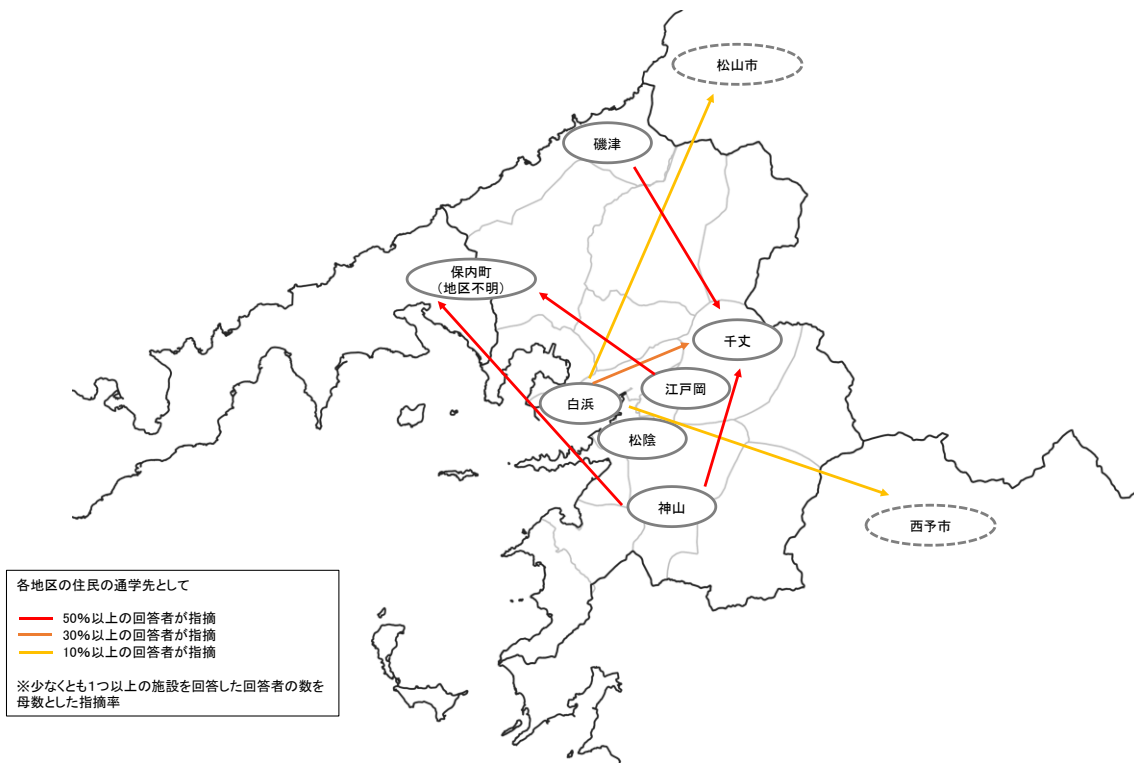 松山市
磯津
保内町
（地区不明）
千丈
江戸岡
白浜
松陰
神山
西予市
各地区の住民の通学先として
50％以上の回答者が指摘
30％以上の回答者が指摘
10％以上の回答者が指摘
※少なくとも1つ以上の施設を回答した回答者の数を
母数とした指摘率